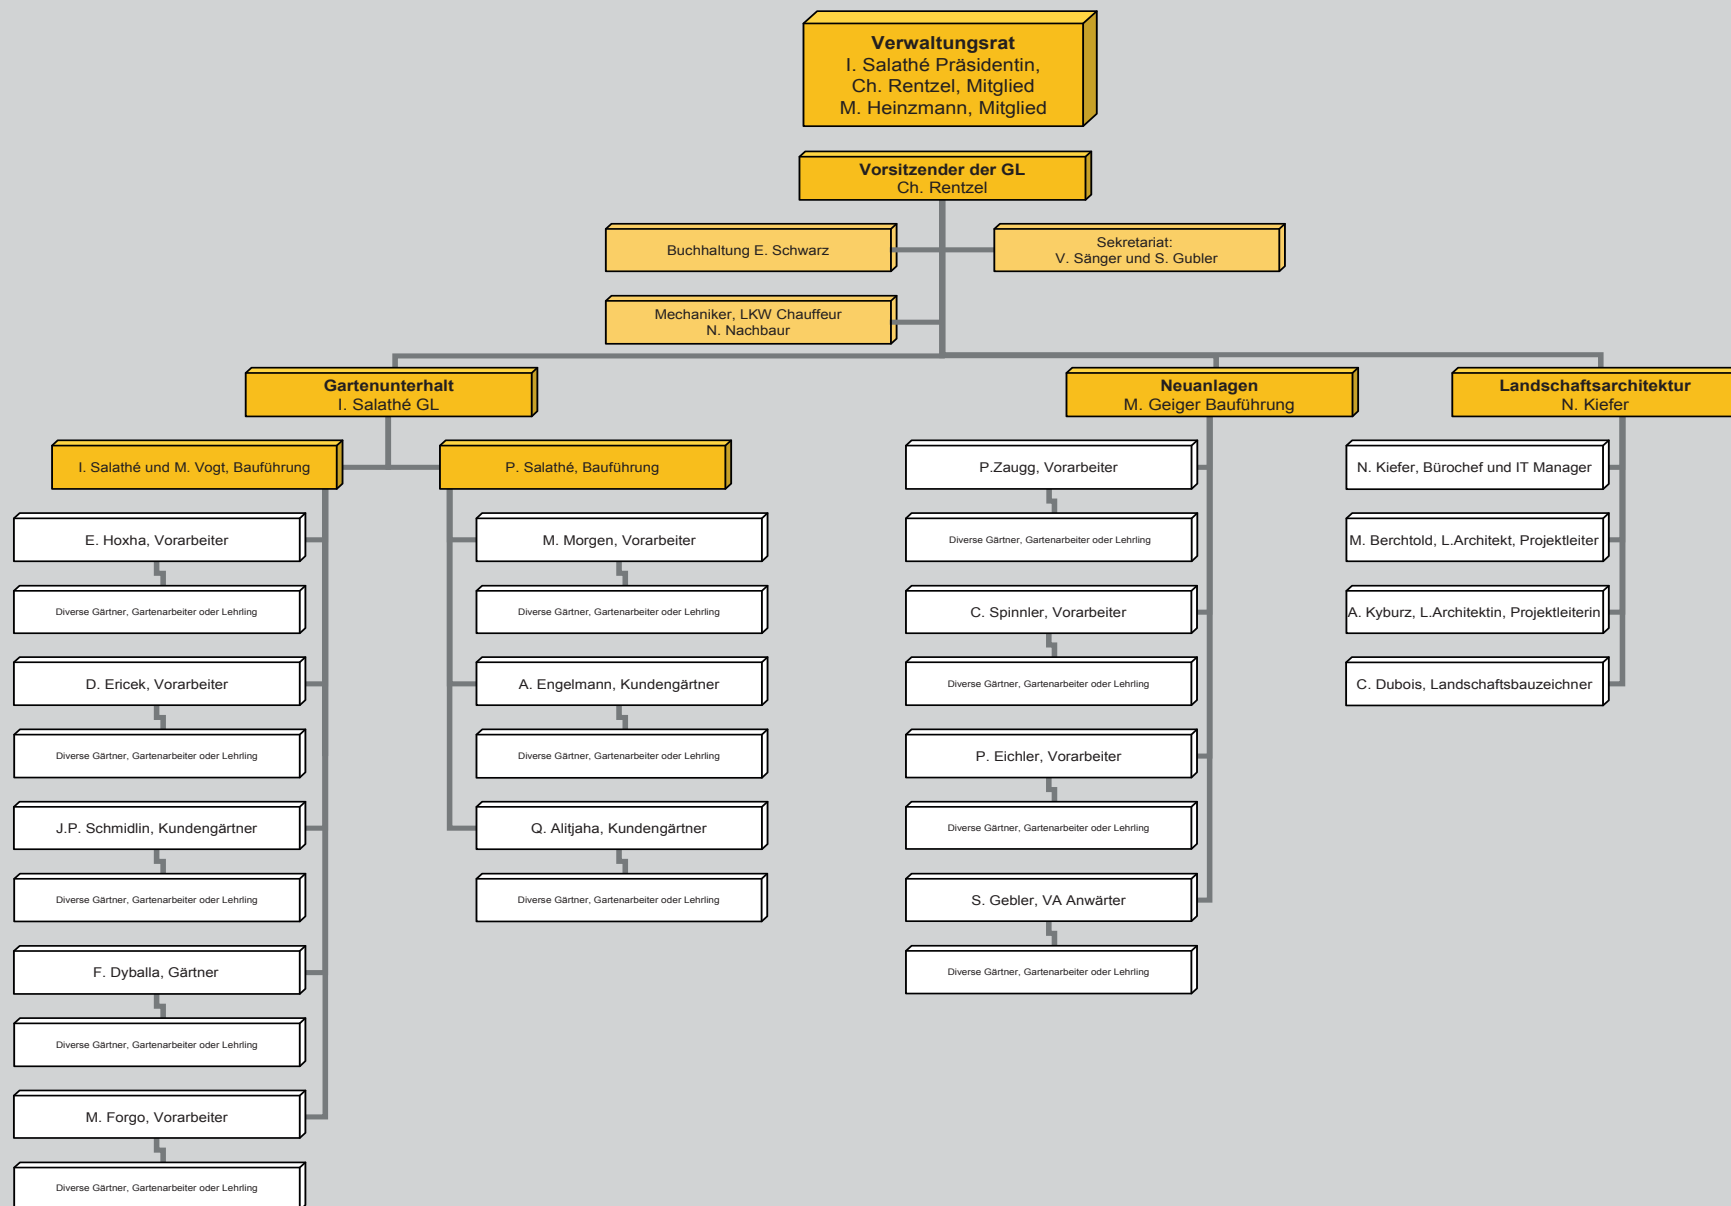 Verwaltungsrat
I. Salathé Präsidentin,
Ch. Rentzel, Mitglied
M. Heinzmann, Mitglied
Vorsitzender der GL
Ch. Rentzel
Buchhaltung E. Schwarz
Sekretariat:
V. Sänger und S. Gubler
Mechaniker, LKW Chauffeur
N. Nachbaur
Gartenunterhalt
I. Salathé GL
I. Salathé und M. Vogt, Bauführung
E. Hoxha, Vorarbeiter
Diverse Gärtner, Gartenarbeiter oder Lehrling
D. Ericek, Vorarbeiter
Diverse Gärtner, Gartenarbeiter oder Lehrling
J.P. Schmidlin, Kundengärtner
Diverse Gärtner, Gartenarbeiter oder Lehrling
F. Dyballa, Gärtner
Diverse Gärtner, Gartenarbeiter oder Lehrling
M. Forgo, Vorarbeiter
Diverse Gärtner, Gartenarbeiter oder Lehrling
P. Salathé, Bauführung
M. Morgen, Vorarbeiter
Diverse Gärtner, Gartenarbeiter oder Lehrling
A. Engelmann, Kundengärtner
Diverse Gärtner, Gartenarbeiter oder Lehrling
Q. Alitjaha, Kundengärtner
Diverse Gärtner, Gartenarbeiter oder Lehrling
Neuanlagen
M. Geiger Bauführung
P.Zaugg, Vorarbeiter
Diverse Gärtner, Gartenarbeiter oder Lehrling
C. Spinnler, Vorarbeiter
Diverse Gärtner, Gartenarbeiter oder Lehrling
P. Eichler, Vorarbeiter
Diverse Gärtner, Gartenarbeiter oder Lehrling
S. Gebler, VA Anwärter
Diverse Gärtner, Gartenarbeiter oder Lehrling
Landschaftsarchitektur
N. Kiefer
N. Kiefer, Bürochef und IT Manager
M. Berchtold, L.Architekt, Projektleiter
A. Kyburz, L.Architektin, Projektleiterin
C. Dubois, Landschaftsbauzeichner